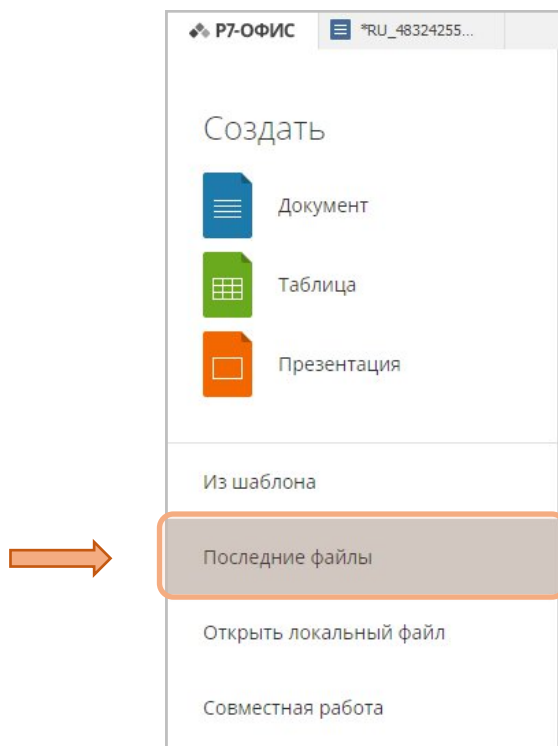 Р7-ОФИС
*RU_48324255...
Создать
Документ
Таблица
Презентация
Из шаблона
Последние файлы
Открыть локальный файл
Совместная работа